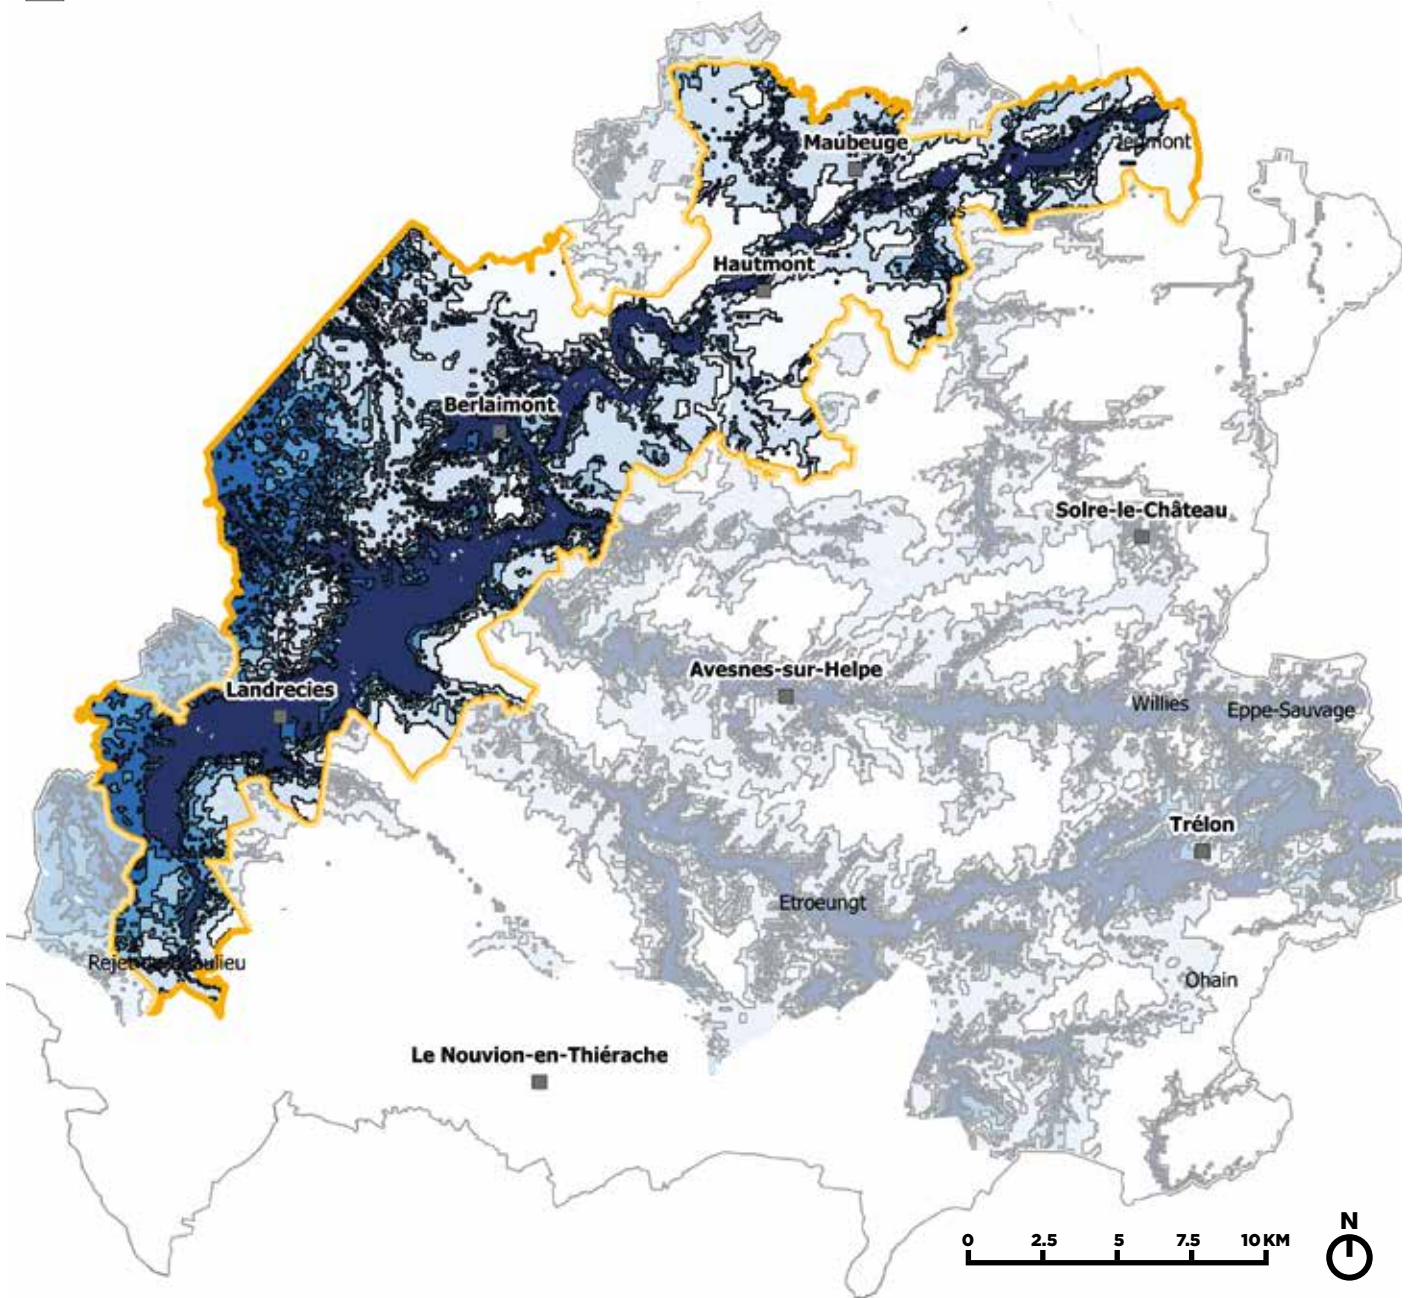 Maubeuge
Jeumont
Hautmont
Berlaimont
Solre-le-Château
Avesnes-sur-Helpe
Landrecies
Willies
Eppe-Sauvage
Trélon
Etroeungt
Ohain
Le Nouvion-en-Thiérache
N
0 2.5 5 7.5 10 KM